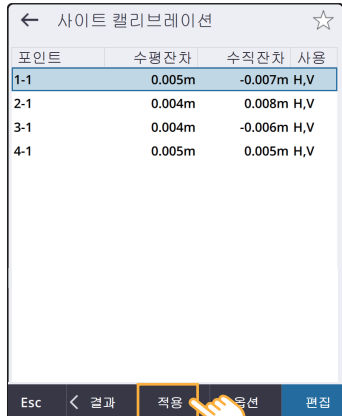 사이트 캘리브레이션
포인트 수평잔차 수직잔차 사용
1-1 0.005m -0.007m H,V
2-1 0.004m 0.008m H,V
3-1 0.004m -0.006m H,V
4-1 0.005m 0.005m H,V
Esc 결과 적용 옵션 편집